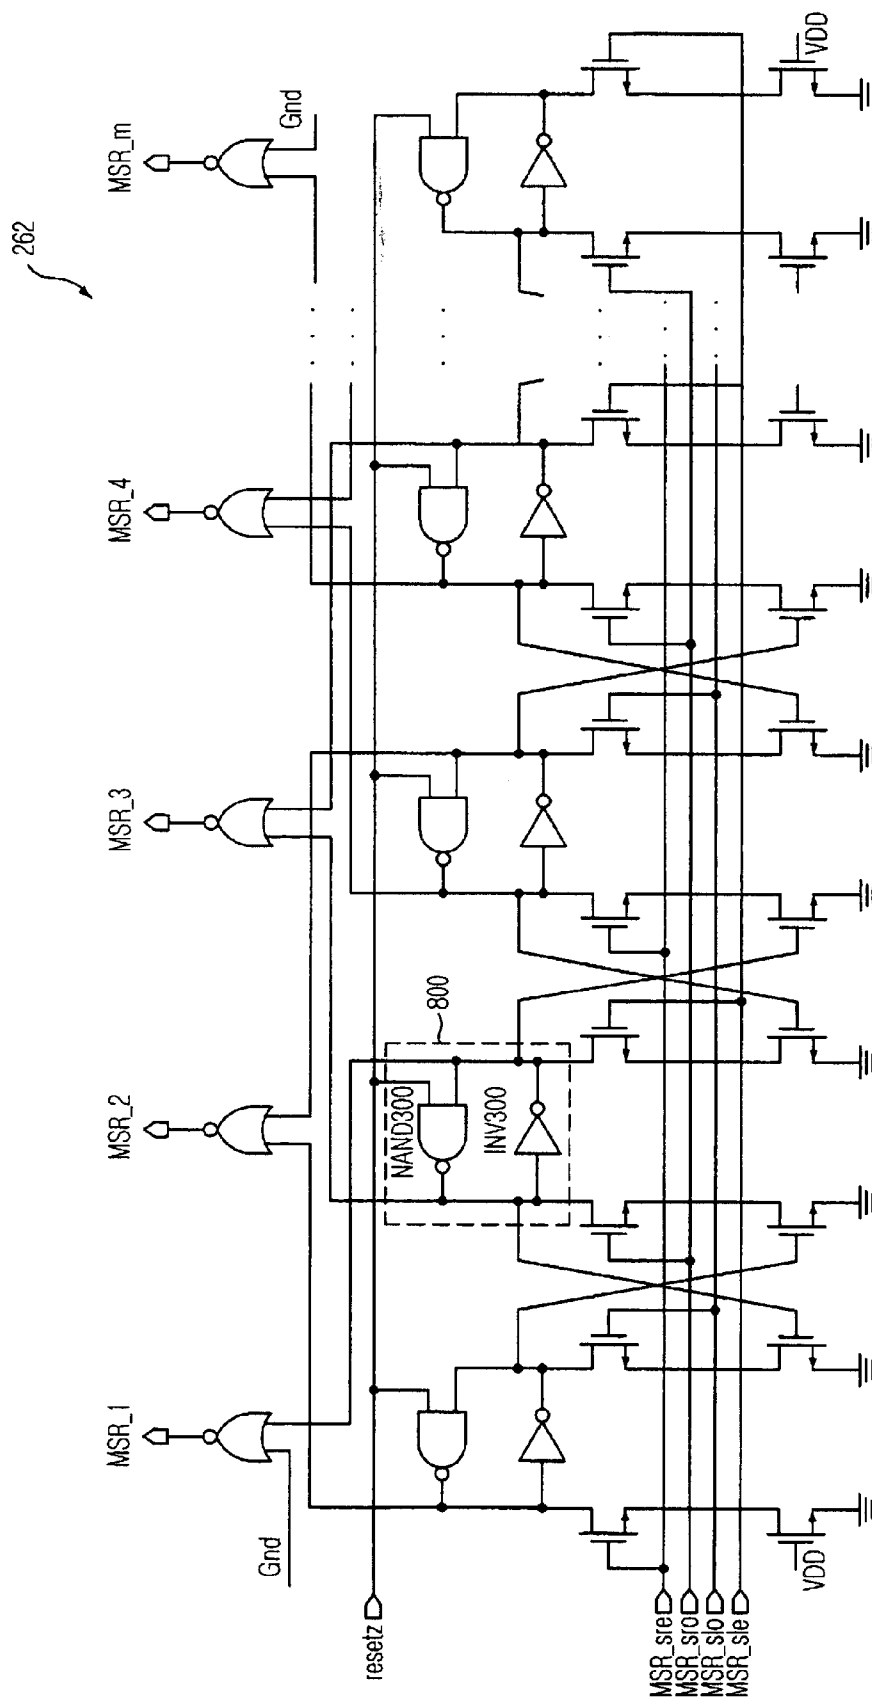 262
MSR_1
MSR_2
MSR_3
MSR_4
MSR_m
Gnd
Gnd
resetz
800
NAND300
INV300
MSR_sre
MSR_sro
MSR_slo
MSR_sle
VDD
VDD